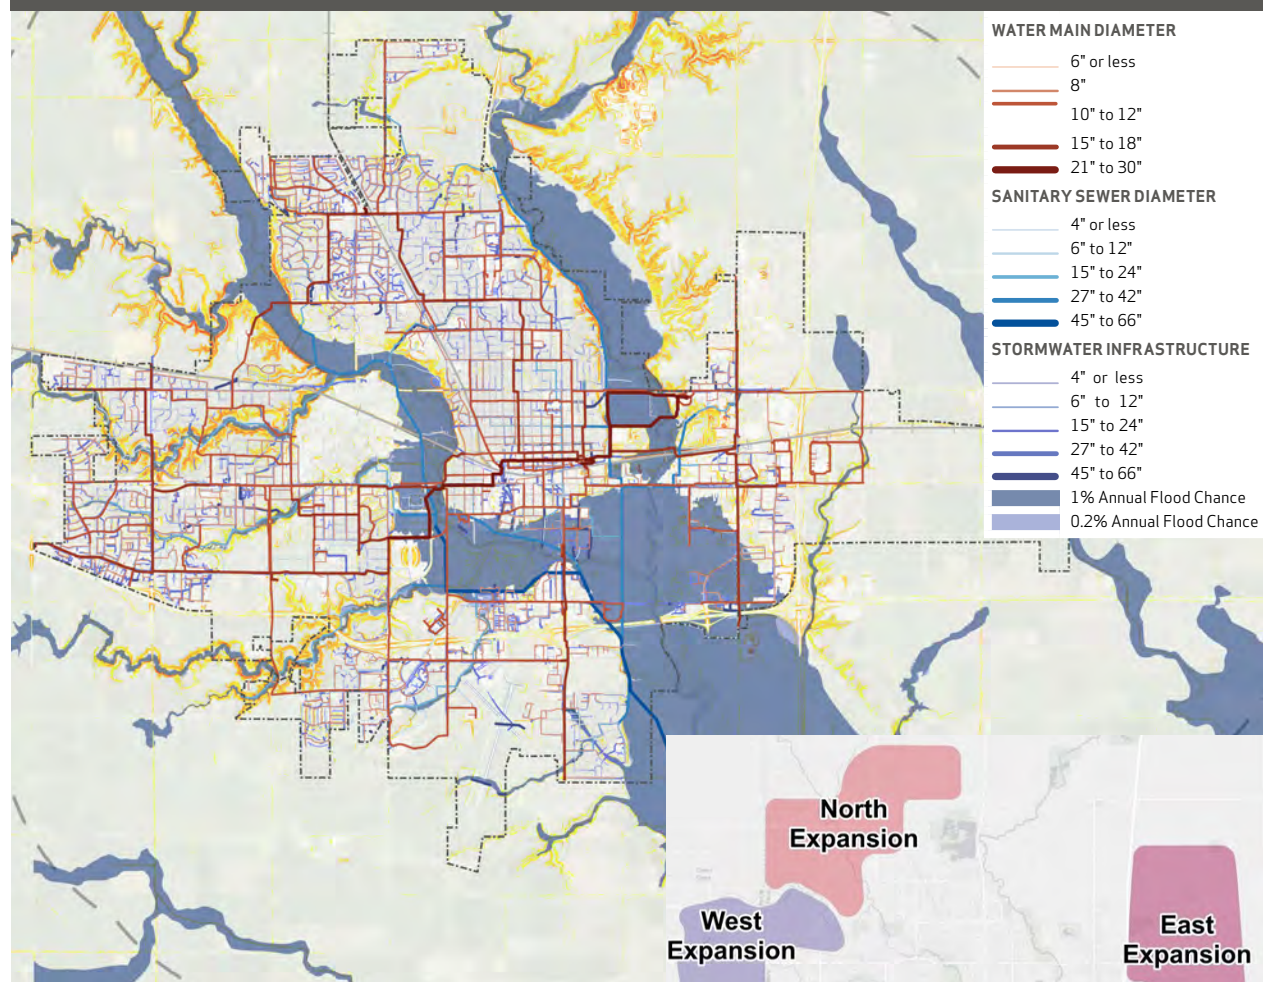 WATER MAIN DIAMETER
6" or less
8"
10" to 12"
15" to 18"
21" to 30"
SANITARY SEWER DIAMETER
4" or less
6" to 12"
15" to 24"
27" to 42"
45" to 66"
STORMWATER INFRASTRUCTURE
4" or less
6" to 12"
15" to 24"
27" to 42"
45" to 66"
1% Annual Flood Chance
0.2% Annual Flood Chance
North
Expansion
West
Expansion
East
Expansion